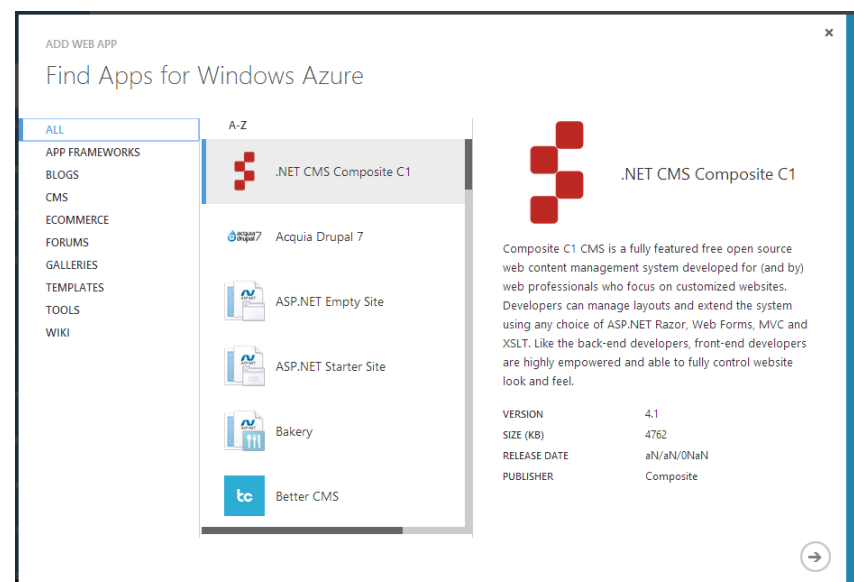 ADD WEB APP
Find Apps for Windows Azure
ALL
APP FRAMEWORKS
BLOGS
CMS
ECOMMERCE
FORUMS
GALLERIES
TEMPLATES
TOOLS
WIKI
A-Z
.NET CMS Composite C1
acquia drupal 7
Acquia Drupal 7
ASP.NET Empty Site
ASP.NET Starter Site
Bakery
tc
Better CMS
.NET CMS Composite C1
Composite C1 CMS is a fully featured free open source
web content management system developed for (and by)
web professionals who focus on customized websites.
Developers can manage layouts and extend the system
using any choice of ASP.NET Razor, Web Forms, MVC and
XSLT. Like the back-end developers, front-end developers
are highly empowered and able to fully control website
look and feel.
VERSION 4.1
SIZE (KB) 4762
RELEASE DATE aN/aN/0NaN
PUBLISHER Composite